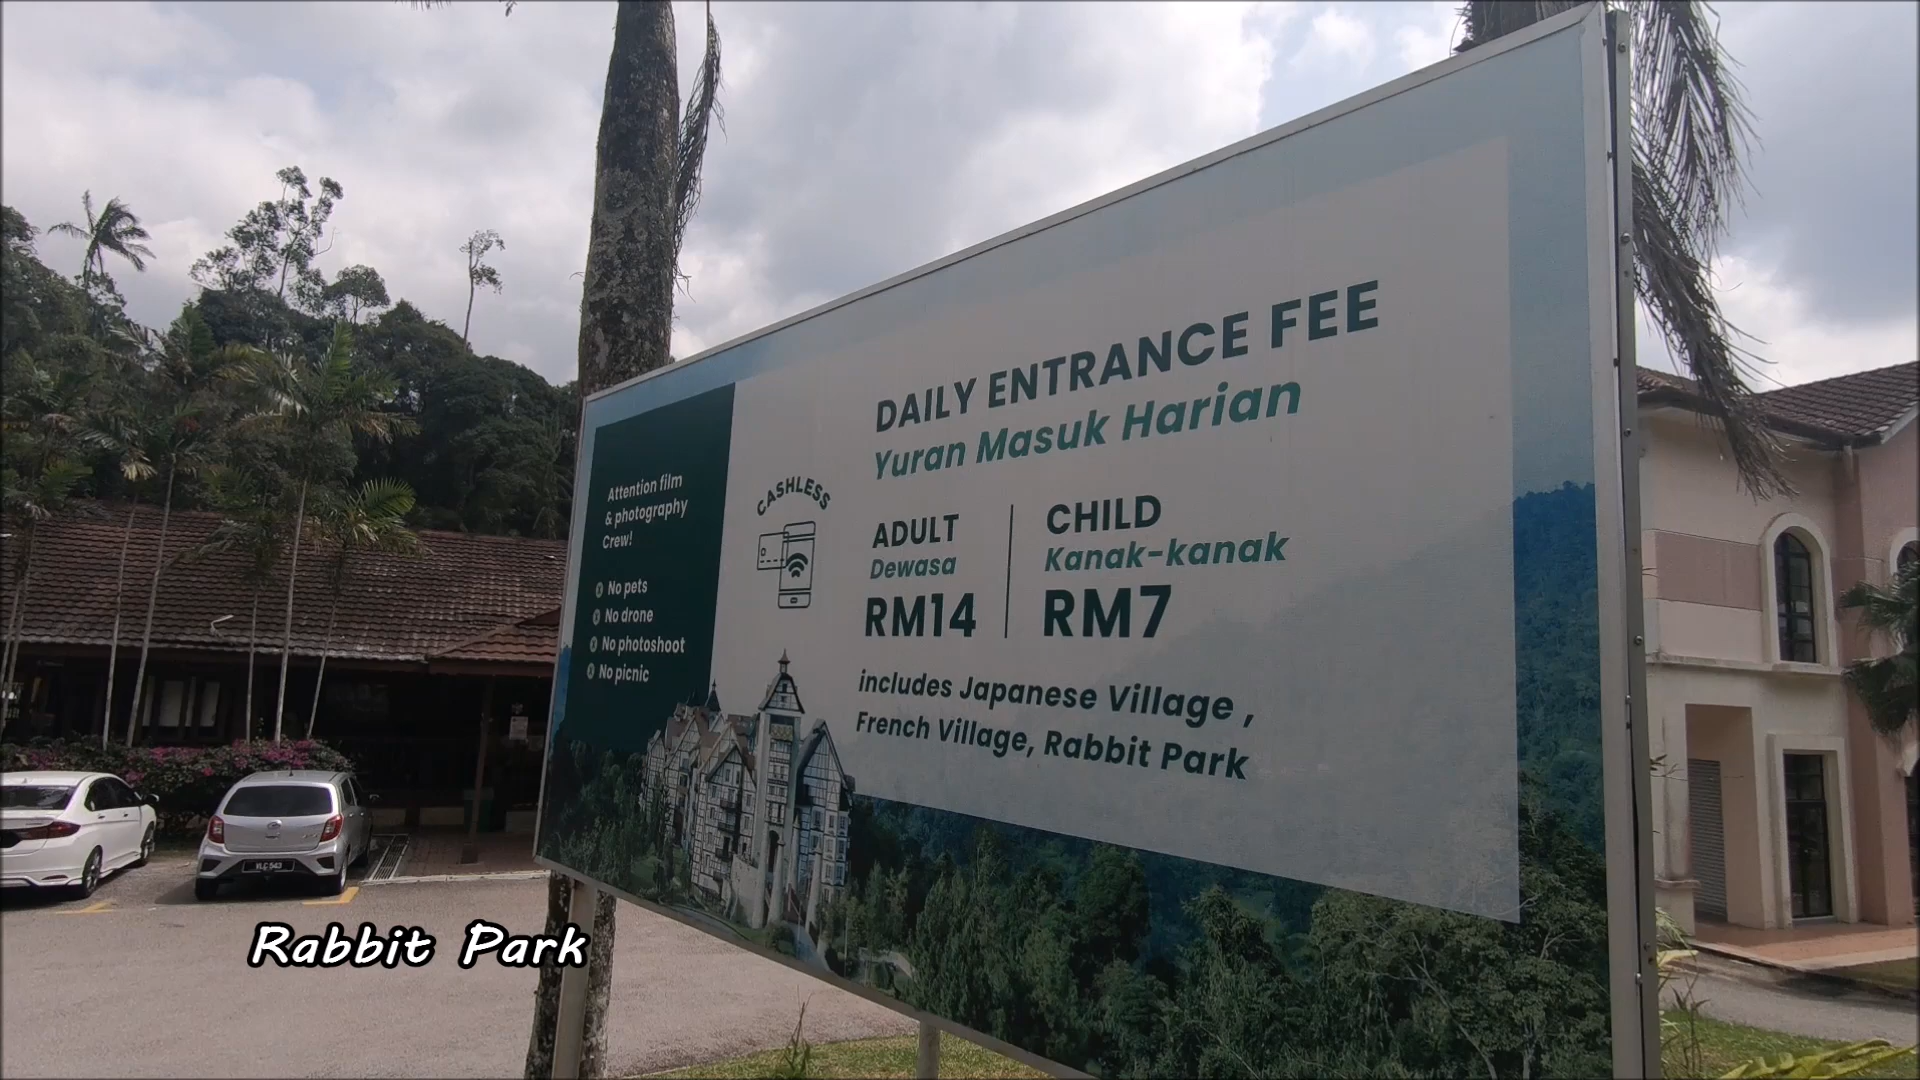 DAILY ENTRANCE FEE
Yuran Masuk Harian
Attention film
& photography
Crew!
No pets
No drone
No photoshoot
No picnic
CASHLESS
ADULT
Dewasa
RM14
CHILD
Kanak-kanak
RM7
includes Japanese Village ,
French Village, Rabbit Park
Rabbit Park